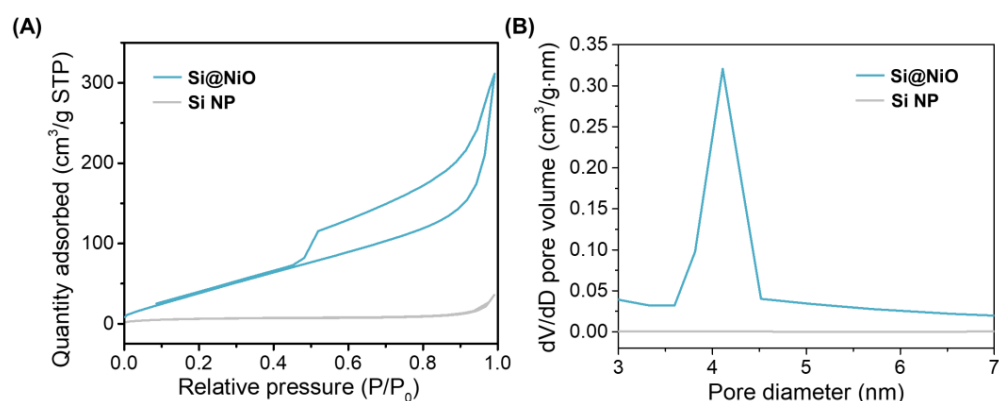 (A)
Quantity adsorbed (cm³/g STP)
300
200
100
0
Si@NiO
Si NP
0.0 0.2 0.4 0.6 0.8 1.0
Relative pressure (P/P₀)
(B)
dV/dD pore volume (cm³/g·nm)
0.35
0.30
0.25
0.20
0.15
0.10
0.05
0.00
Si@NiO
Si NP
3 4 5 6 7
Pore diameter (nm)